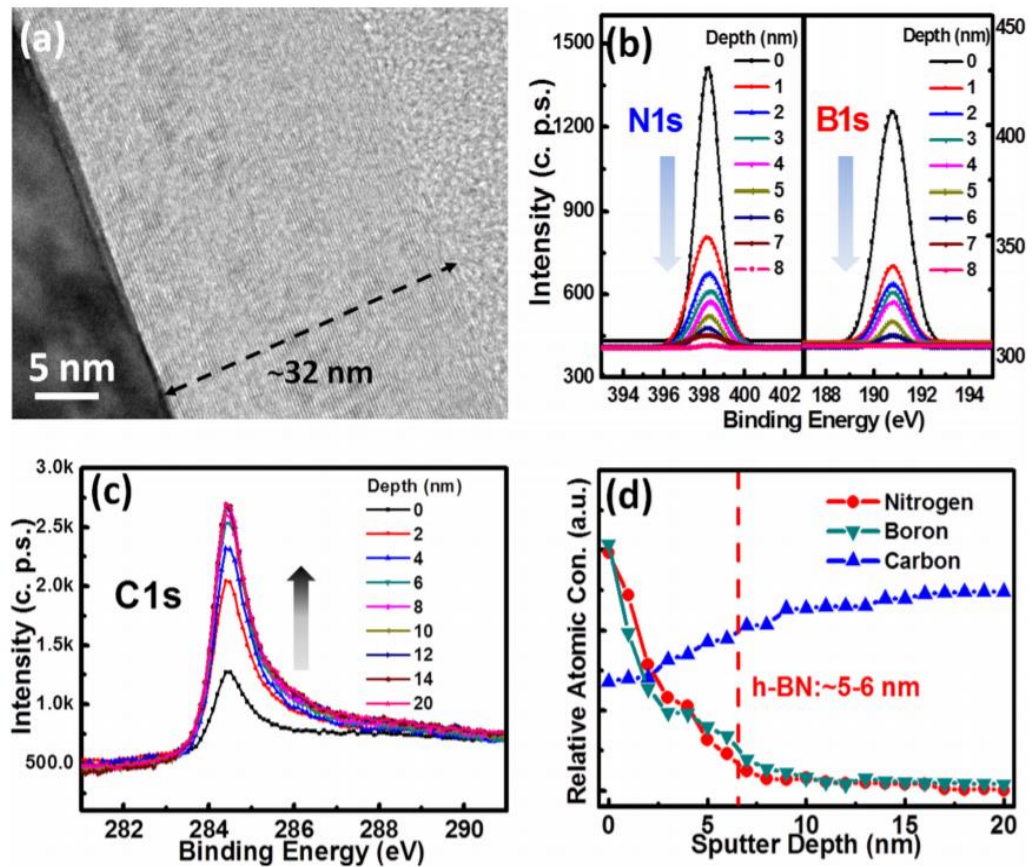 (a)
5 nm
~32 nm
(b)
Intensity (c. p.s.)
1500
1200
900
600
300
Depth (nm)
0
1
2
3
4
5
6
7
8
N1s
394 396 398 400 402
Depth (nm)
0
1
2
3
4
5
6
7
8
B1s
450
400
350
300
188 190 192 194
Binding Energy (eV)
(c)
Intensity (c. p.s.)
3.0k
2.5k
2.0k
1.5k
1.0k
500.0
C1s
Depth (nm)
0
2
4
6
8
10
12
14
20
282 284 286 288 290
Binding Energy (eV)
(d)
Relative Atomic Con. (a.u.)
Nitrogen
Boron
Carbon
h-BN:~5-6 nm
0 5 10 15 20
Sputter Depth (nm)